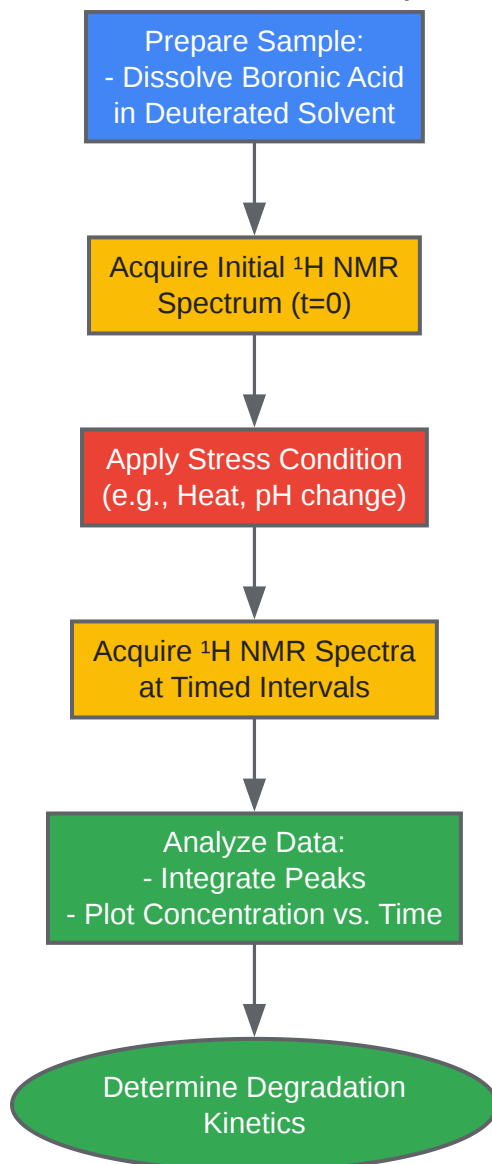 Prepare Sample:
- Dissolve Boronic Acid
in Deuterated Solvent
Acquire Initial ¹H NMR
Spectrum (t=0)
Apply Stress Condition
(e.g., Heat, pH change)
Acquire ¹H NMR Spectra
at Timed Intervals
Analyze Data:
- Integrate Peaks
- Plot Concentration vs. Time
Determine Degradation
Kinetics